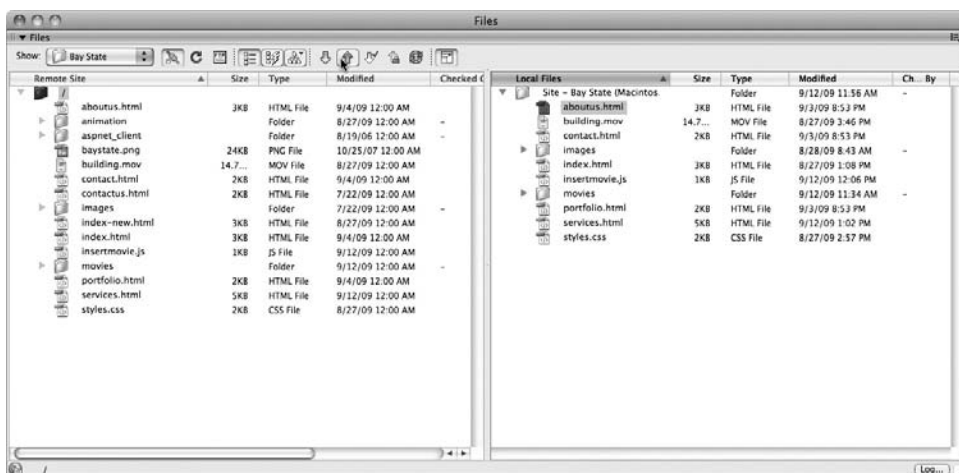 Files
Files
Show: Bay State
Remote Site Size Type Modified Checked
/
aboutus.html 3KB HTML File 9/4/09 12:00 AM
animation Folder 8/27/09 12:00 AM -
aspnet_client Folder 8/19/06 12:00 AM -
baystate.png 24KB PNG File 10/25/07 12:00 AM
building.mov 14.7... MOV File 8/27/09 12:00 AM
contact.html 2KB HTML File 9/4/09 12:00 AM
contactus.html 2KB HTML File 7/22/09 12:00 AM
images Folder 7/22/09 12:00 AM -
index-new.html 3KB HTML File 8/27/09 12:00 AM
index.html 3KB HTML File 9/4/09 12:00 AM
insertmovie.js 1KB JS File 9/12/09 12:00 AM
movies Folder 9/12/09 12:00 AM -
portfolio.html 2KB HTML File 9/4/09 12:00 AM
services.html 5KB HTML File 9/12/09 12:00 AM
styles.css 2KB CSS File 8/27/09 12:00 AM
Local Files Size Type Modified Ch... By
Site - Bay State (Macintos Folder 9/12/09 11:56 AM -
aboutus.html 3KB HTML File 9/3/09 8:53 PM
building.mov 14.7... MOV File 8/27/09 3:46 PM
contact.html 2KB HTML File 9/3/09 8:53 PM
images Folder 8/28/09 8:43 AM -
index.html 3KB HTML File 8/27/09 1:08 PM
insertmovie.js 1KB JS File 9/12/09 12:06 PM
movies Folder 9/12/09 11:34 AM -
portfolio.html 2KB HTML File 9/3/09 8:53 PM
services.html 5KB HTML File 9/12/09 1:02 PM
styles.css 2KB CSS File 8/27/09 2:57 PM
/
Log...